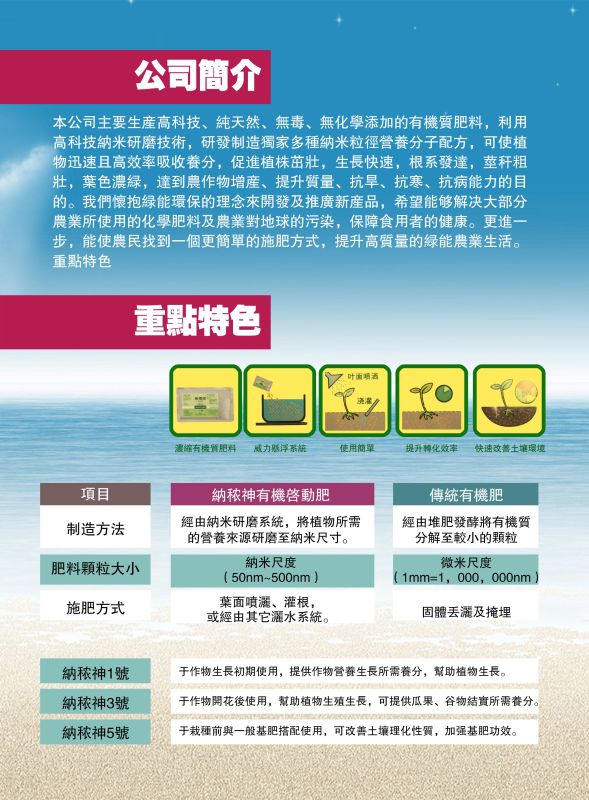 公司簡介
本公司主要生産高科技、純天然、無毒、無化學添加的有機質肥料，利用
高科技納米研磨技術，研發制造獨家多種納米粒徑營養分子配方，可使植
物迅速且高效率吸收養分，促進植株茁壯，生長快速，根系發達，莖秆粗
壯，葉色濃緑，達到農作物增産、提升質量、抗旱、抗寒、抗病能力的目
的。我們懷抱緑能環保的理念來開發及推廣新産品，希望能够解决大部分
農業所使用的化學肥料及農業對地球的污染，保障食用者的健康。更進一
步，能使農民找到一個更簡單的施肥方式，提升高質量的緑能農業生活。
重點特色
重點特色
叶面噴洒
浇灌
濃縮有機質肥料 威力懸浮系統 使用簡單 提升轉化效率 快速改善土壤環境
項目 納秾神有機啓動肥 傳統有機肥
制造方法
經由納米研磨系統，將植物所需
的營養來源研磨至納米尺寸。
經由堆肥發酵將有機質
分解至較小的顆粒
肥料顆粒大小
納米尺度
（50nm~500nm）
微米尺度
（1mm=1，000，000nm）
施肥方式
葉面噴灑、灌根，
或經由其它灑水系統。
固體丢灑及掩埋
納秾神1號 于作物生長初期使用，提供作物營養生長所需養分，幫助植物生長。
納秾神3號 于作物開花後使用，幫助植物生殖生長，可提供瓜果、谷物結實所需養分。
納秾神5號 于栽種前與一般基肥搭配使用，可改善土壤理化性質，加强基肥功效。